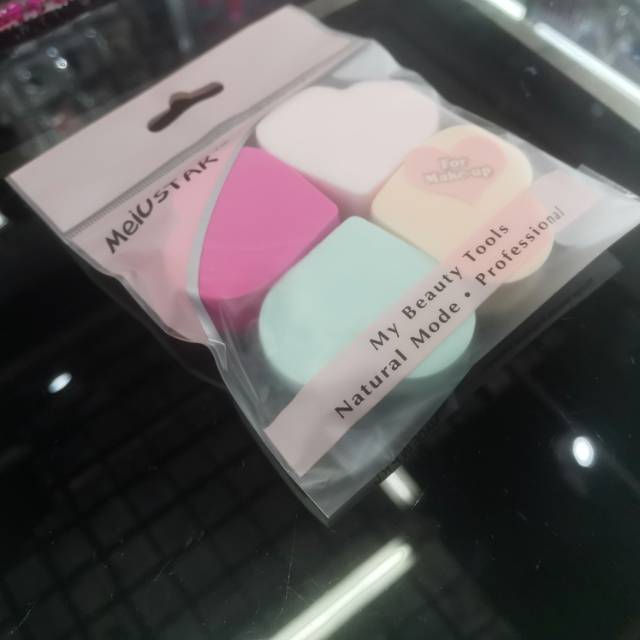 MeiUSTAR
For
Make-up
My Beauty Tools
Natural Mode • Professional